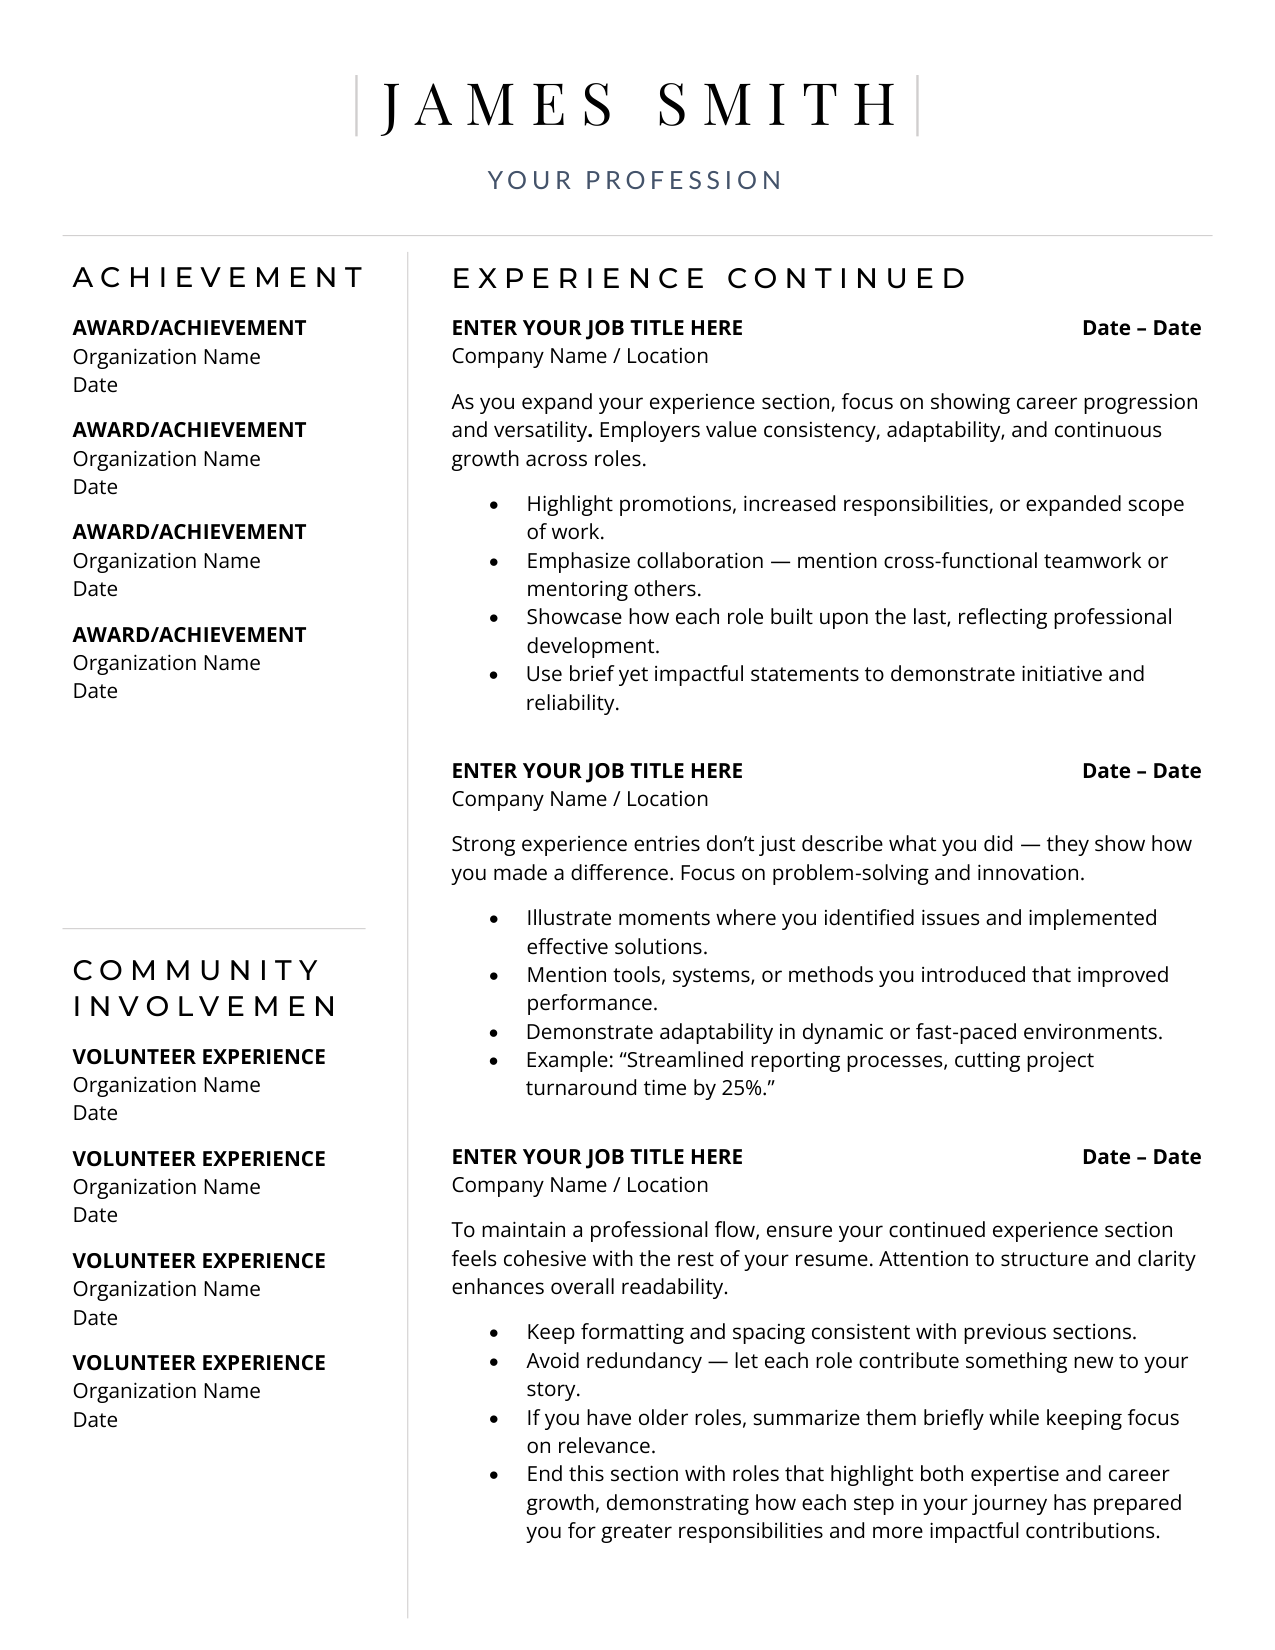 JAMES SMITH
YOUR PROFESSION
ACHIEVEMENT
AWARD/ACHIEVEMENT
Organization Name
Date
AWARD/ACHIEVEMENT
Organization Name
Date
AWARD/ACHIEVEMENT
Organization Name
Date
AWARD/ACHIEVEMENT
Organization Name
Date
COMMUNITY
INVOLVEMEN
VOLUNTEER EXPERIENCE
Organization Name
Date
VOLUNTEER EXPERIENCE
Organization Name
Date
VOLUNTEER EXPERIENCE
Organization Name
Date
VOLUNTEER EXPERIENCE
Organization Name
Date
EXPERIENCE CONTINUED
ENTER YOUR JOB TITLE HERE Date – Date
Company Name / Location
As you expand your experience section, focus on showing career progression
and versatility. Employers value consistency, adaptability, and continuous
growth across roles.
• Highlight promotions, increased responsibilities, or expanded scope
of work.
• Emphasize collaboration — mention cross-functional teamwork or
mentoring others.
• Showcase how each role built upon the last, reflecting professional
development.
• Use brief yet impactful statements to demonstrate initiative and
reliability.
ENTER YOUR JOB TITLE HERE Date – Date
Company Name / Location
Strong experience entries don’t just describe what you did — they show how
you made a difference. Focus on problem-solving and innovation.
• Illustrate moments where you identified issues and implemented
effective solutions.
• Mention tools, systems, or methods you introduced that improved
performance.
• Demonstrate adaptability in dynamic or fast-paced environments.
• Example: “Streamlined reporting processes, cutting project
turnaround time by 25%.”
ENTER YOUR JOB TITLE HERE Date – Date
Company Name / Location
To maintain a professional flow, ensure your continued experience section
feels cohesive with the rest of your resume. Attention to structure and clarity
enhances overall readability.
• Keep formatting and spacing consistent with previous sections.
• Avoid redundancy — let each role contribute something new to your
story.
• If you have older roles, summarize them briefly while keeping focus
on relevance.
• End this section with roles that highlight both expertise and career
growth, demonstrating how each step in your journey has prepared
you for greater responsibilities and more impactful contributions.